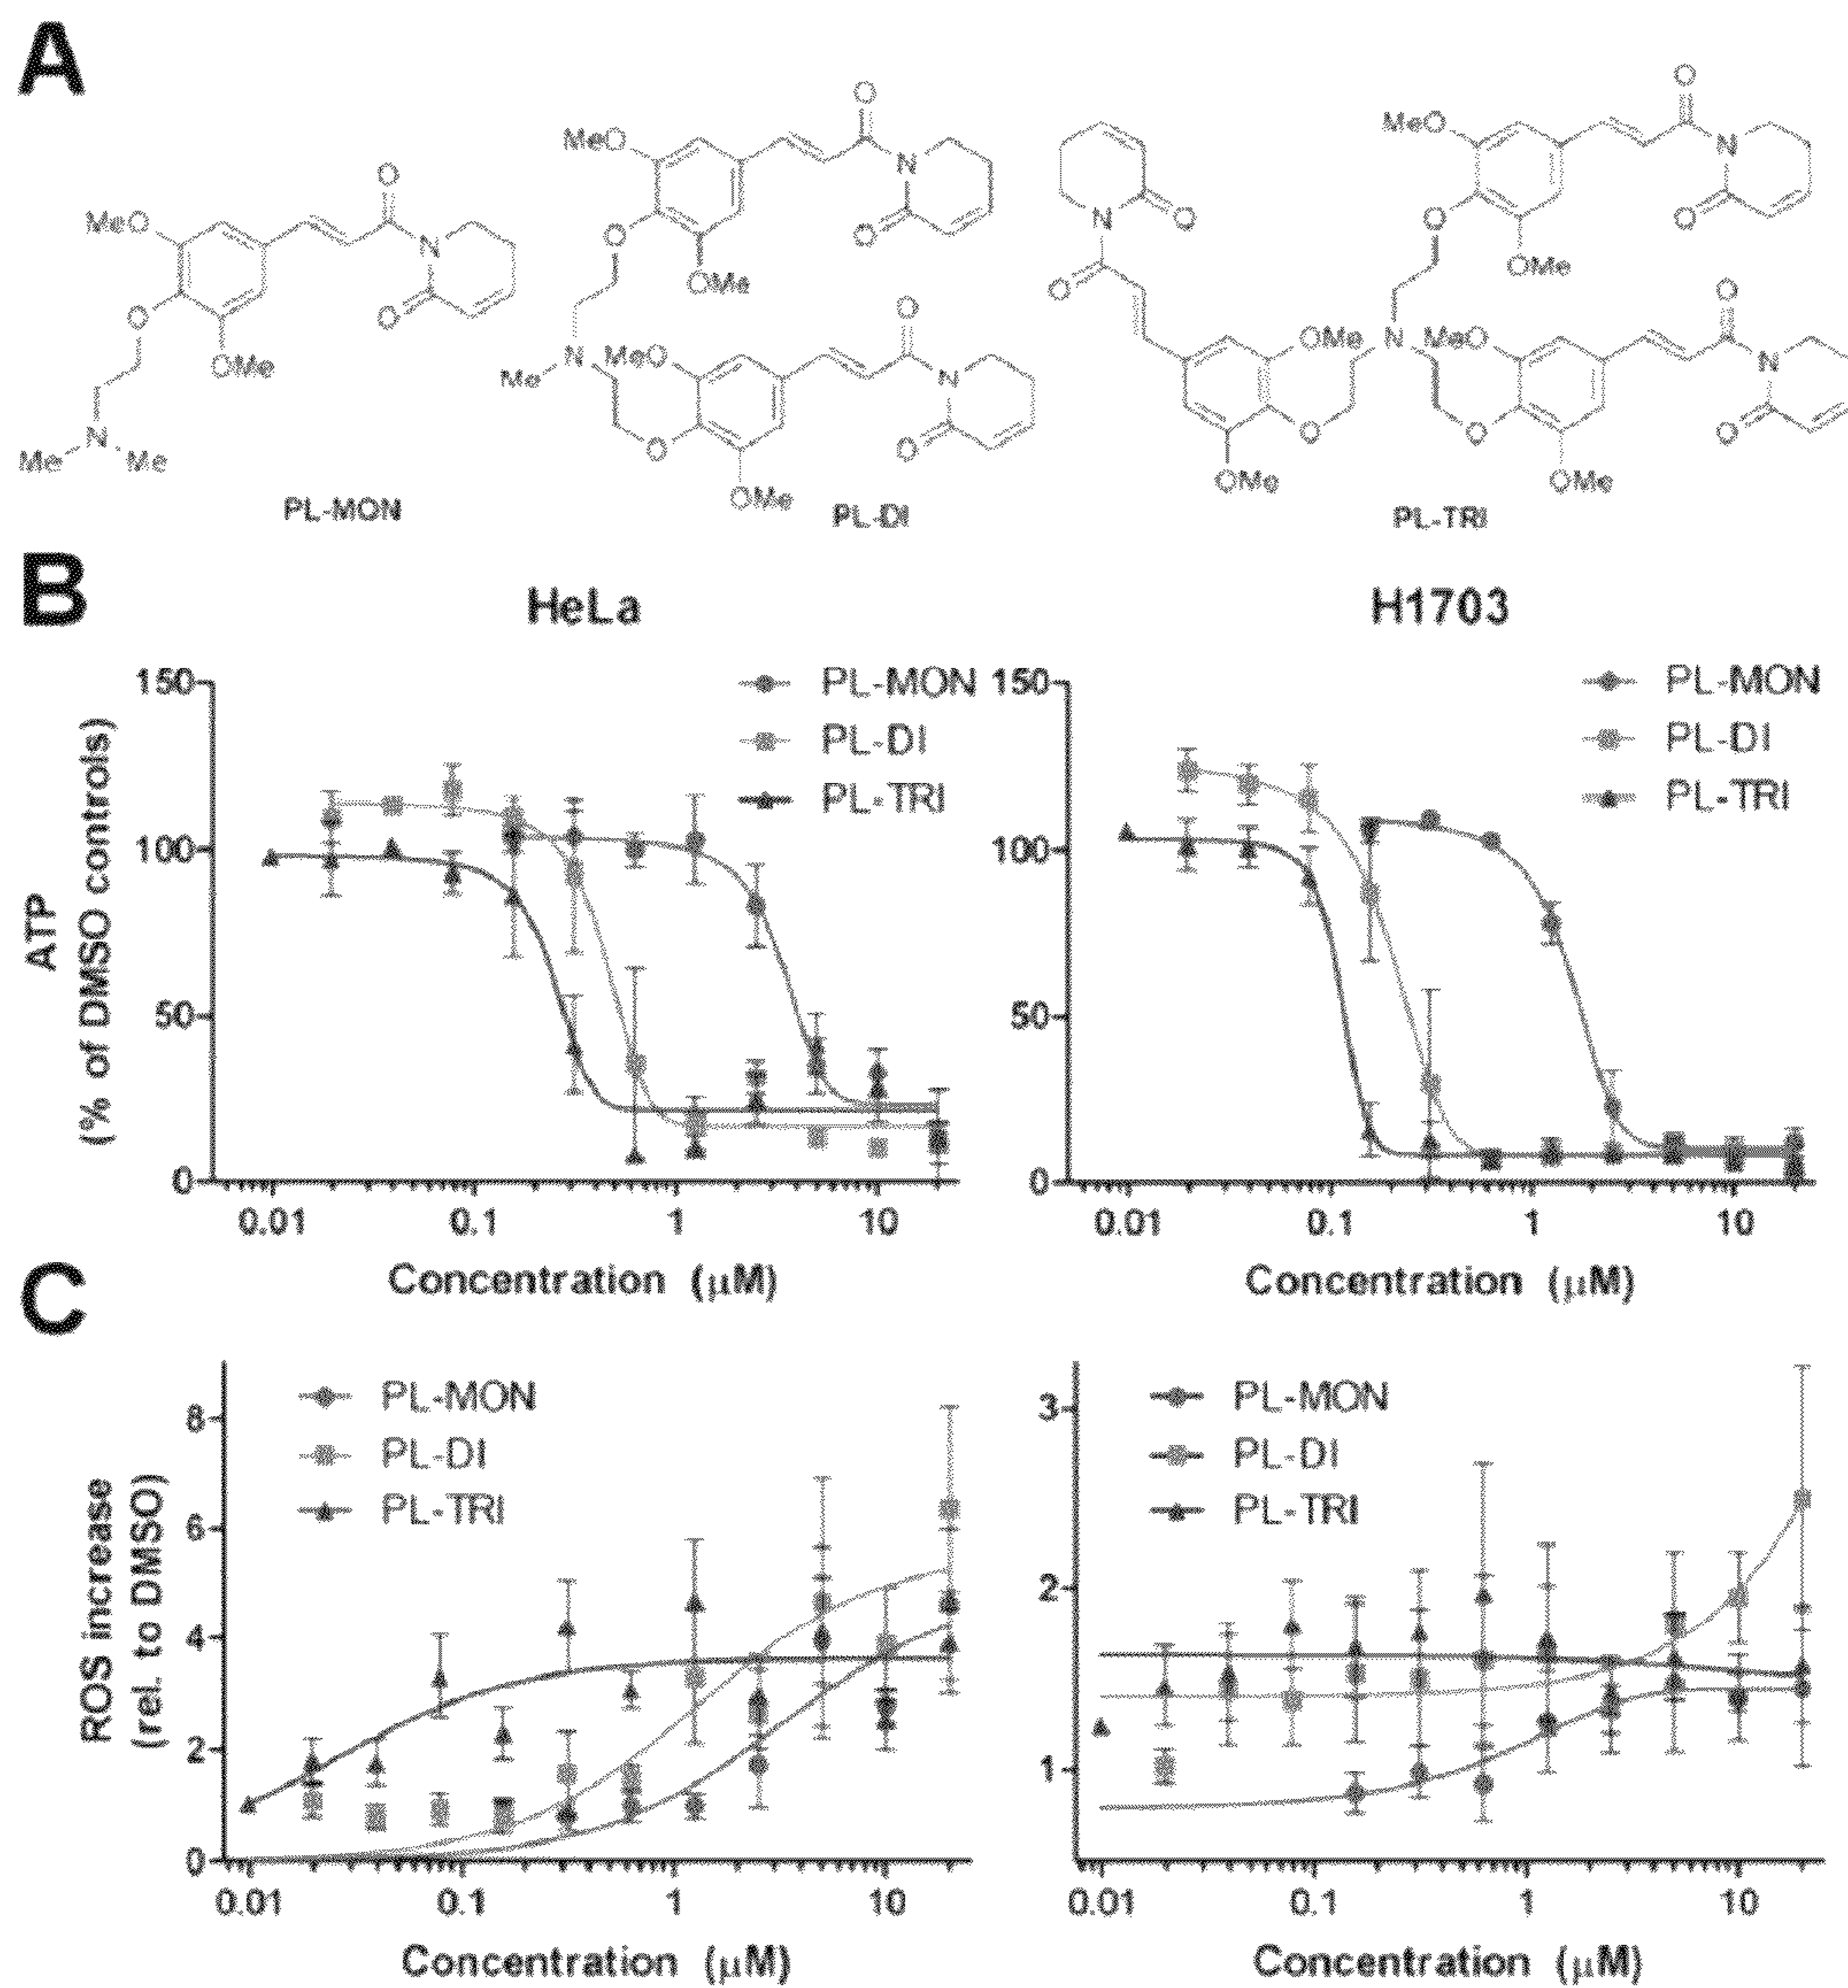 A
MeO
O
N
O
O
OMe
N
Me
Me
PL-MON
MeO
O
N
O
O
OMe
N
Me
MeO
O
N
O
O
OMe
PL-DI
N
O
O
OMe
O
OMe
N
MeO
O
N
O
O
OMe
MeO
O
N
O
O
OMe
PL-TRI
B
HeLa
H1703
ATP
(% of DMSO controls)
150
100
50
0
PL-MON
PL-DI
PL-TRI
0.01 0.1 1 10
Concentration (μM)
150
100
50
0
PL-MON
PL-DI
PL-TRI
0.01 0.1 1 10
Concentration (μM)
C
ROS increase
(rel. to DMSO)
8
6
4
2
0
PL-MON
PL-DI
PL-TRI
0.01 0.1 1 10
Concentration (μM)
3
2
1
PL-MON
PL-DI
PL-TRI
0.01 0.1 1 10
Concentration (μM)